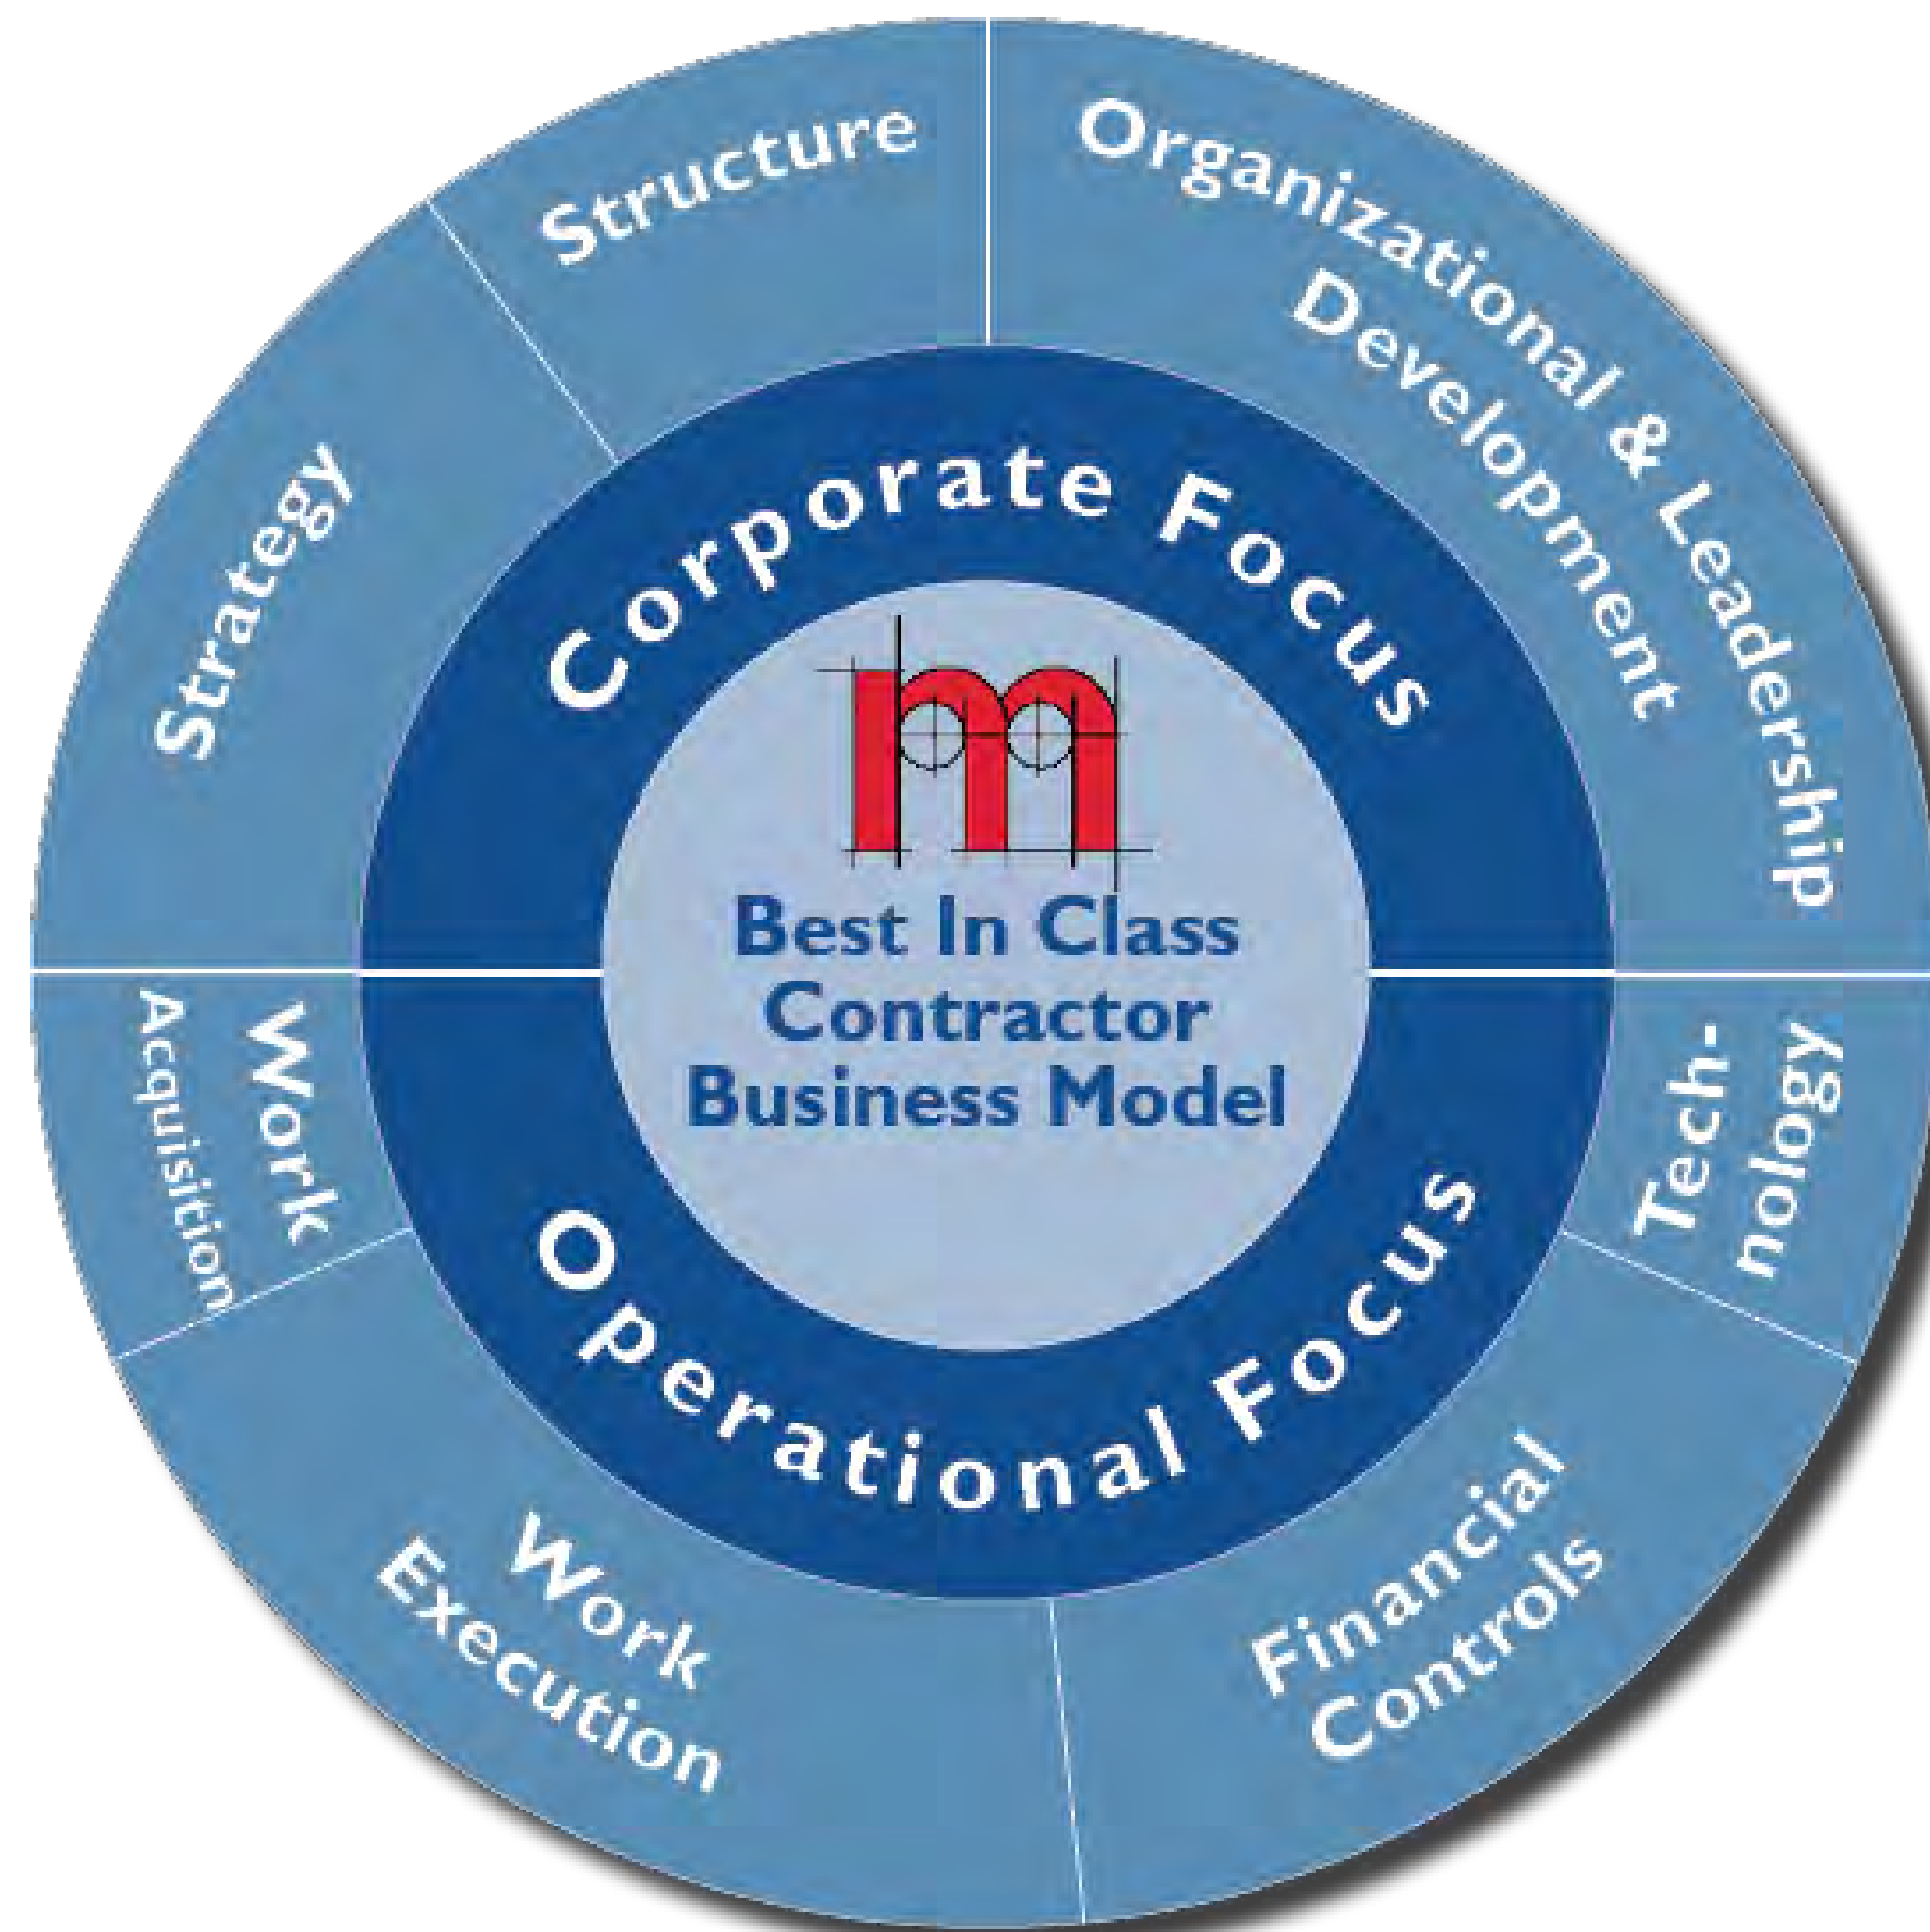 Structure
Organizational & Leadership
Development
Strategy
Corporate Focus
m
Best In Class
Contractor
Business Model
Work
Acquisition
Tech-
nology
Operational Focus
Work
Execution
Financial
Controls